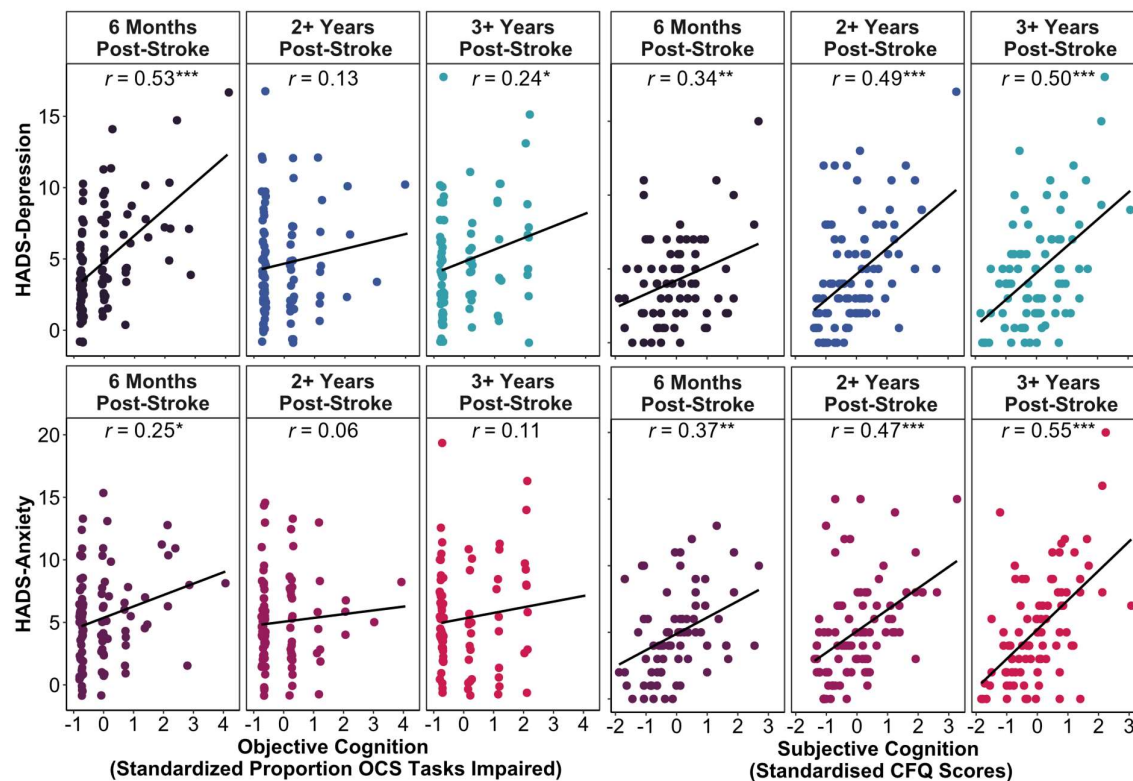 6 Months
Post-Stroke
2+ Years
Post-Stroke
3+ Years
Post-Stroke
6 Months
Post-Stroke
2+ Years
Post-Stroke
3+ Years
Post-Stroke
r = 0.53***
r = 0.13
r = 0.24*
r = 0.34**
r = 0.49***
r = 0.50***
HADS-Depression
15
10
5
0
6 Months
Post-Stroke
2+ Years
Post-Stroke
3+ Years
Post-Stroke
6 Months
Post-Stroke
2+ Years
Post-Stroke
3+ Years
Post-Stroke
r = 0.25*
r = 0.06
r = 0.11
r = 0.37**
r = 0.47***
r = 0.55***
HADS-Anxiety
20
15
10
5
0
-1 0 1 2 3 4 -1 0 1 2 3 4 -1 0 1 2 3 4 -2 -1 0 1 2 3 -2 -1 0 1 2 3 -2 -1 0 1 2 3
Objective Cognition
(Standardized Proportion OCS Tasks Impaired)
Subjective Cognition
(Standardised CFQ Scores)